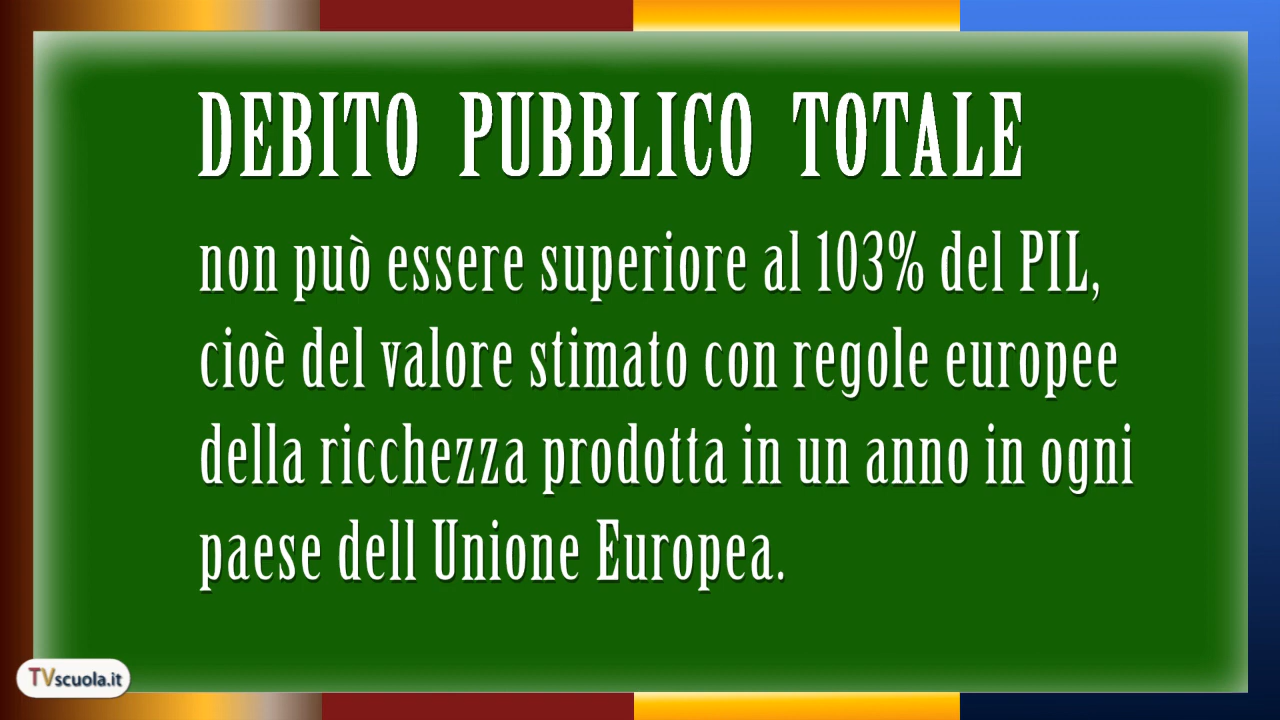 DEBITO PUBBLICO TOTALE
non può essere superiore al 103% del PIL,
cioè del valore stimato con regole europee
della ricchezza prodotta in un anno in ogni
paese dell Unione Europea.
TVscuola.it